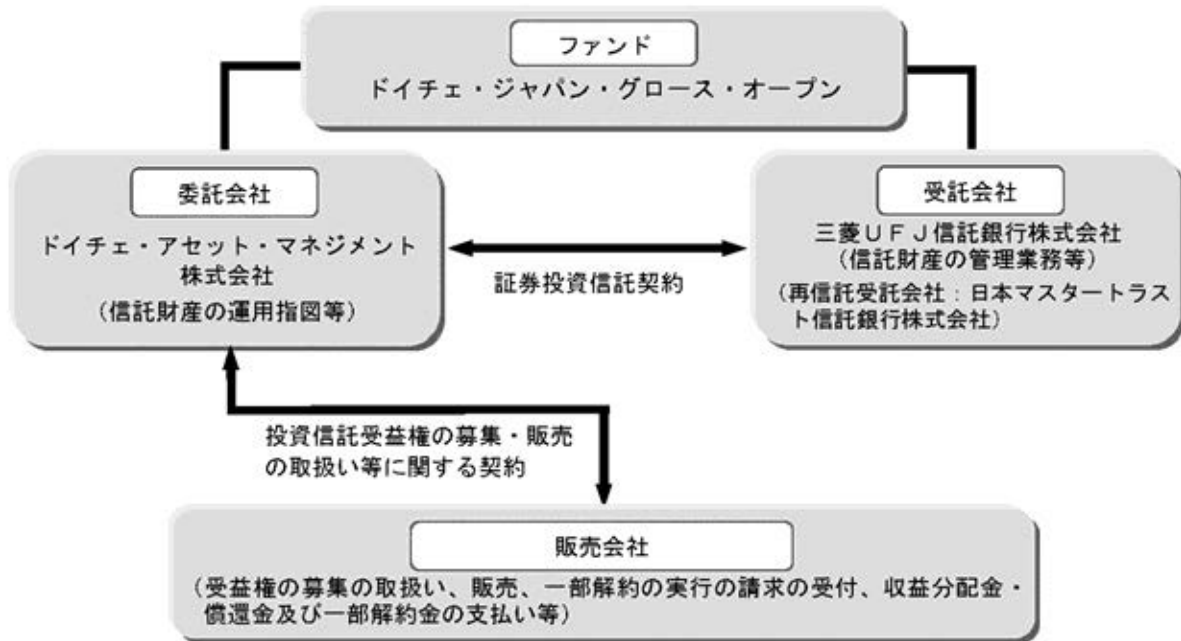 ファンド
ドイチェ・ジャパン・グロース・オープン
委託会社
ドイチェ・アセット・マネジメント
株式会社
(信託財産の運用指図等)
証券投資信託契約
受託会社
三菱UFJ信託銀行株式会社
(信託財産の管理業務等)
(再信託受託会社:日本マスタートラス
ト信託銀行株式会社)
投資信託受益権の募集・販売
の取扱い等に関する契約
販売会社
(受益権の募集の取扱い、販売、一部解約の実行の請求の受付、収益分配金・
償還金及び一部解約金の支払い等)